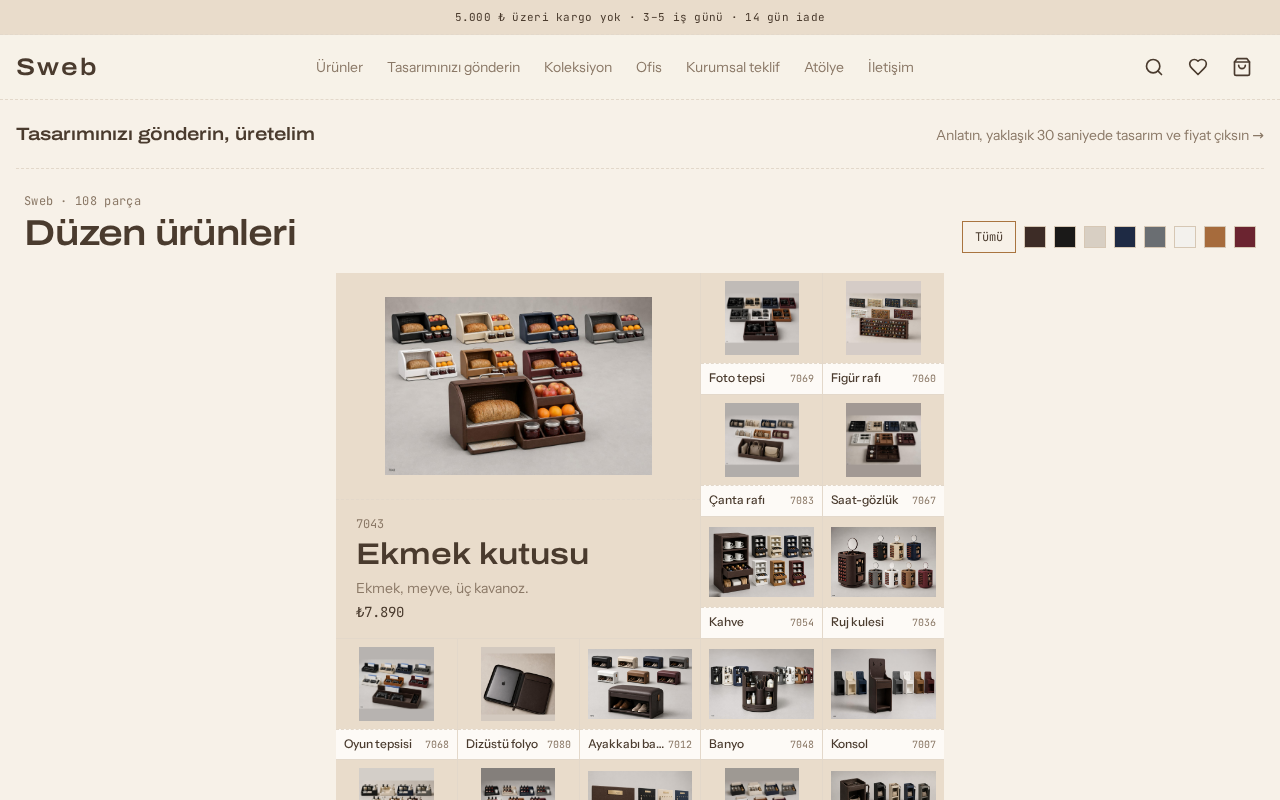 5.000 ₺ üzeri kargo yok · 3–5 iş günü · 14 gün iade
Sweb
Ürünler Tasarımınızı gönderin Koleksiyon Ofis Kurumsal teklif Atölye İletişim
Tasarımınızı gönderin, üretelim
Anlatın, yaklaşık 30 saniyede tasarım ve fiyat çıksın →
Sweb · 108 parça
Düzen ürünleri
Tümü
7043
Ekmek kutusu
Ekmek, meyve, üç kavanoz.
₺7.890
Foto tepsi 7069
Figür rafı 7060
Çanta rafı 7083
Saat-gözlük 7067
Kahve 7054
Ruj kulesi 7036
Oyun tepsisi 7068
Dizüstü folyo 7080
Ayakkabı ba... 7012
Banyo 7048
Konsol 7007